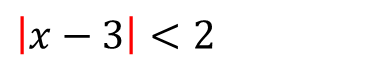 |x − 3| < 2